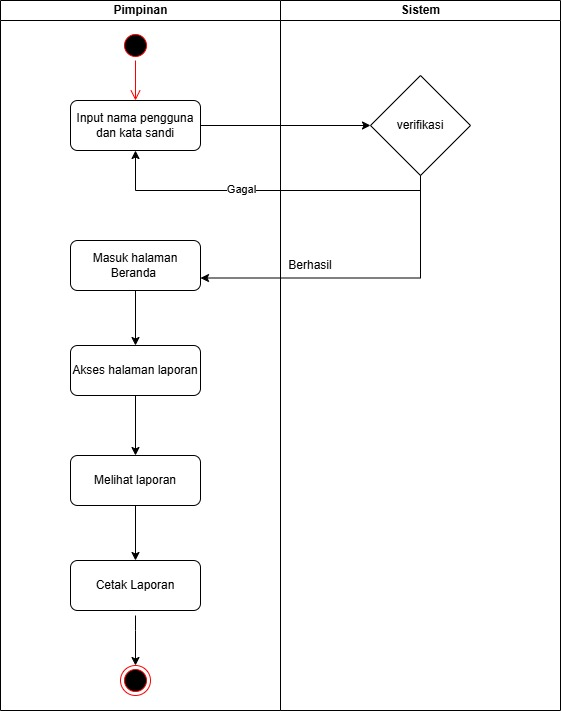 Pimpinan
Sistem
Input nama pengguna
dan kata sandi
verifikasi
Gagal
Berhasil
Masuk halaman
Beranda
Akses halaman laporan
Melihat laporan
Cetak Laporan